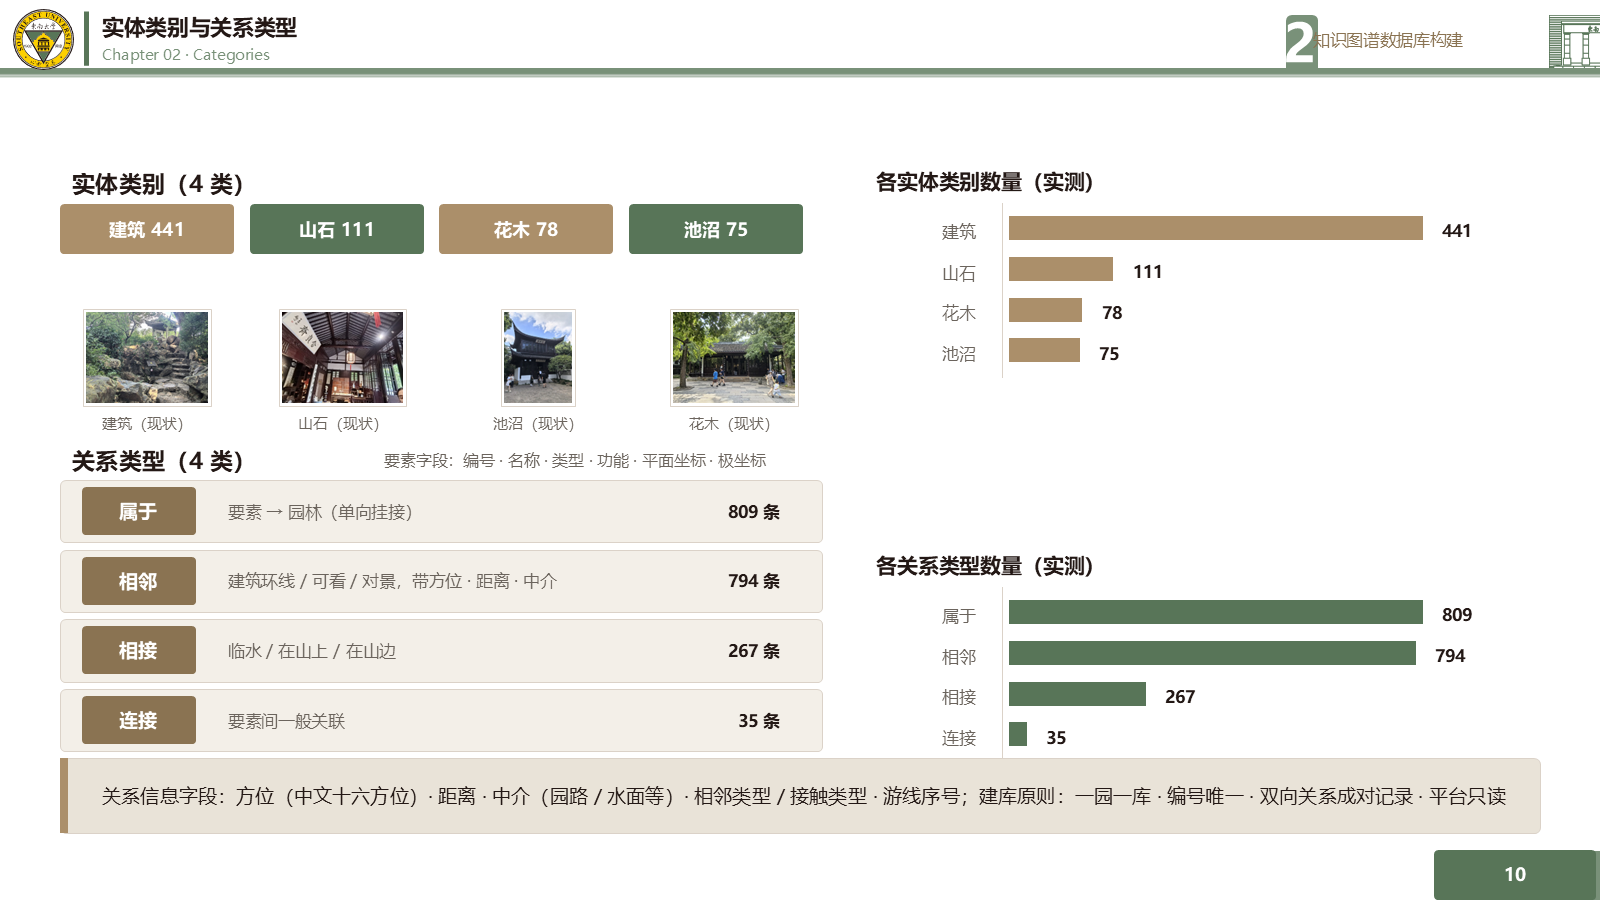 实体类别与关系类型
Chapter 02 · Categories
2
知识图谱数据库构建
实体类别（4 类）
建筑 441
山石 111
花木 78
池沼 75
建筑（现状）
山石（现状）
池沼（现状）
花木（现状）
关系类型（4 类）
要素字段：编号 · 名称 · 类型 · 功能 · 平面坐标 · 极坐标
属于
要素 → 园林（单向挂接）
809 条
相邻
建筑环线 / 可看 / 对景，带方位 · 距离 · 中介
794 条
相接
临水 / 在山上 / 在山边
267 条
连接
要素间一般关联
35 条
各实体类别数量（实测）
建筑
441
山石
111
花木
78
池沼
75
各关系类型数量（实测）
属于
809
相邻
794
相接
267
连接
35
关系信息字段：方位（中文十六方位）· 距离 · 中介（园路 / 水面等）· 相邻类型 / 接触类型 · 游线序号；建库原则：一园一库 · 编号唯一 · 双向关系成对记录 · 平台只读
10